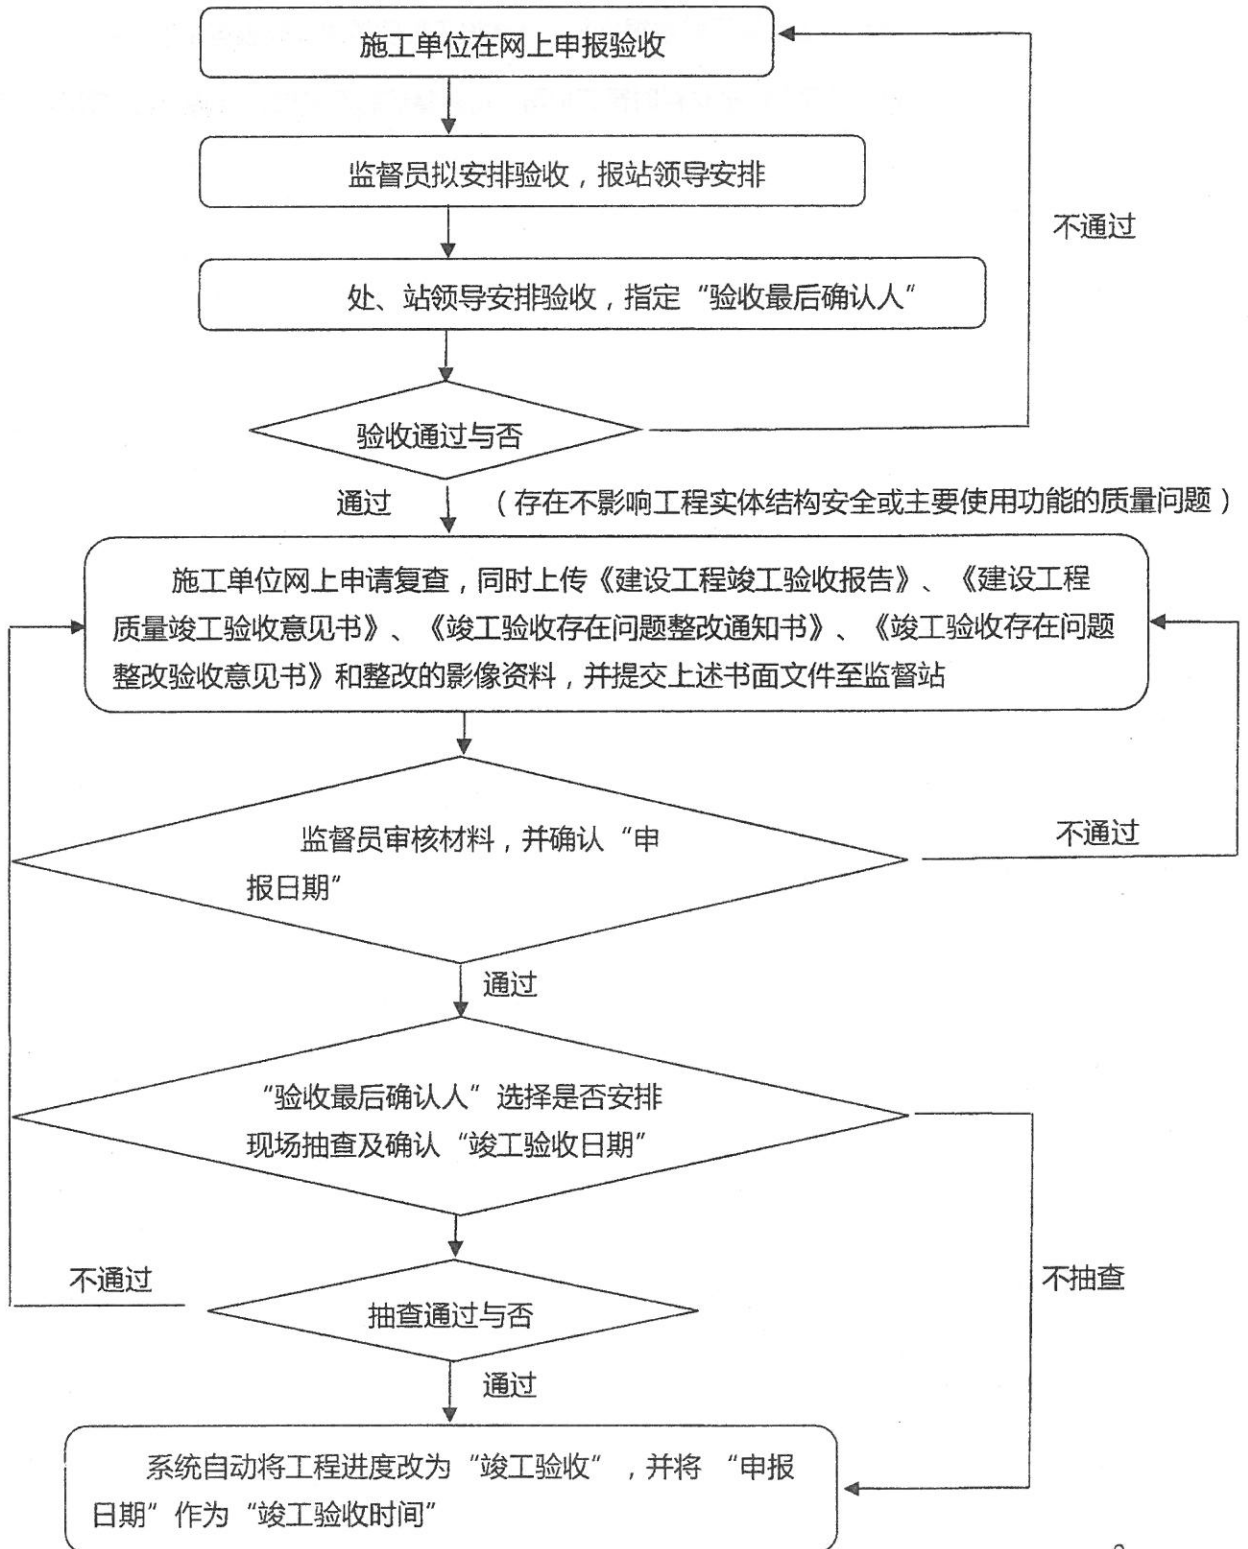 施工单位在网上申报验收
监督员拟安排验收，报站领导安排
不通过
处、站领导安排验收，指定“验收最后确认人”
验收通过与否
通过
（存在不影响工程实体结构安全或主要使用功能的质量问题）
施工单位网上申请复查，同时上传《建设工程竣工验收报告》、《建设工程
质量竣工验收意见书》、《竣工验收存在问题整改通知书》、《竣工验收存在问题
整改验收意见书》和整改的影像资料，并提交上述书面文件至监督站
监督员审核材料，并确认“申
报日期”
不通过
通过
“验收最后确认人”选择是否安排
现场抽查及确认“竣工验收日期”
不通过
抽查通过与否
不抽查
通过
系统自动将工程进度改为“竣工验收”，并将 “申报
日期”作为“竣工验收时间”